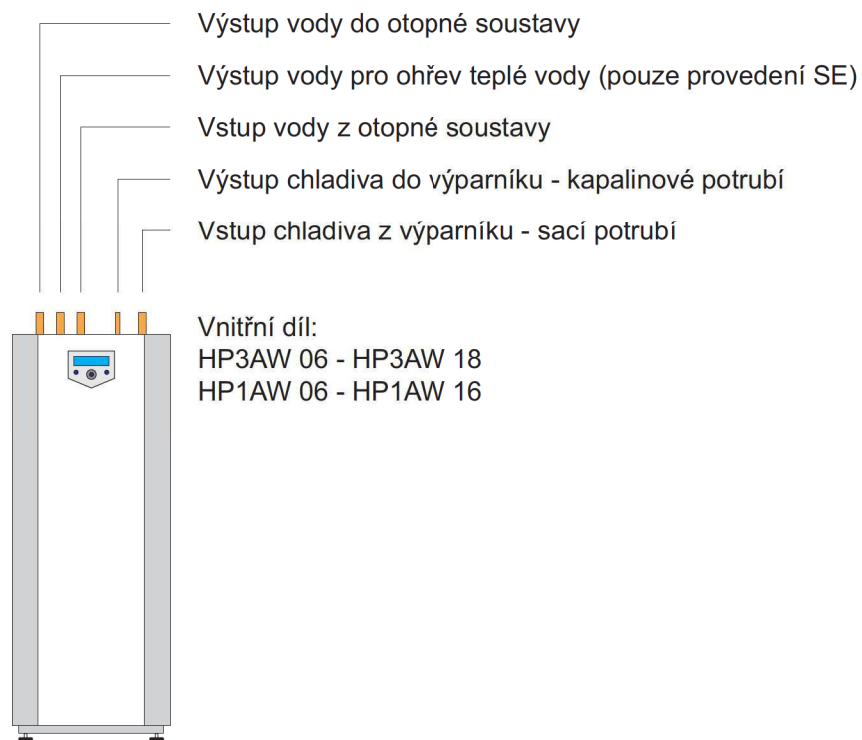 Výstup vody do otopné soustavy
Výstup vody pro ohřev teplé vody (pouze provedení SE)
Vstup vody z otopné soustavy
Výstup chladiva do výparníku - kapalinové potrubí
Vstup chladiva z výparníku - sací potrubí
Vnitřní díl:
HP3AW 06 - HP3AW 18
HP1AW 06 - HP1AW 16